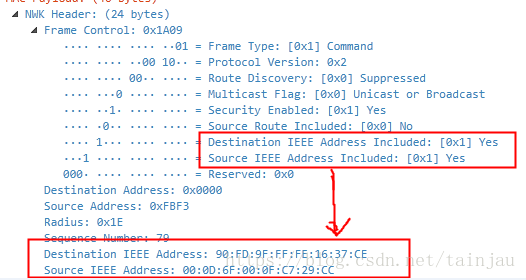 MAC Payload: (40 bytes)
NWK Header: (24 bytes)
Frame Control: 0x1A09
.... .... .... ..01 = Frame Type: [0x1] Command
.... .... ..00 10.. = Protocol Version: 0x2
.... .... 00.. .... = Route Discovery: [0x0] Suppressed
.... ...0 .... .... = Multicast Flag: [0x0] Unicast or Broadcast
.... ..1. .... .... = Security Enabled: [0x1] Yes
.... .0.. .... .... = Source Route Included: [0x0] No
.... 1... .... .... = Destination IEEE Address Included: [0x1] Yes
...1 .... .... .... = Source IEEE Address Included: [0x1] Yes
000. .... .... .... = Reserved: 0x0
Destination Address: 0x0000
Source Address: 0xFBF3
Radius: 0x1E
Sequence Number: 79
Destination IEEE Address: 90:FD:9F:FF:FE:16:37:CE
Source IEEE Address: 00:0D:6F:00:0F:C7:29:CC
https://blog.csdn.net/tainjau